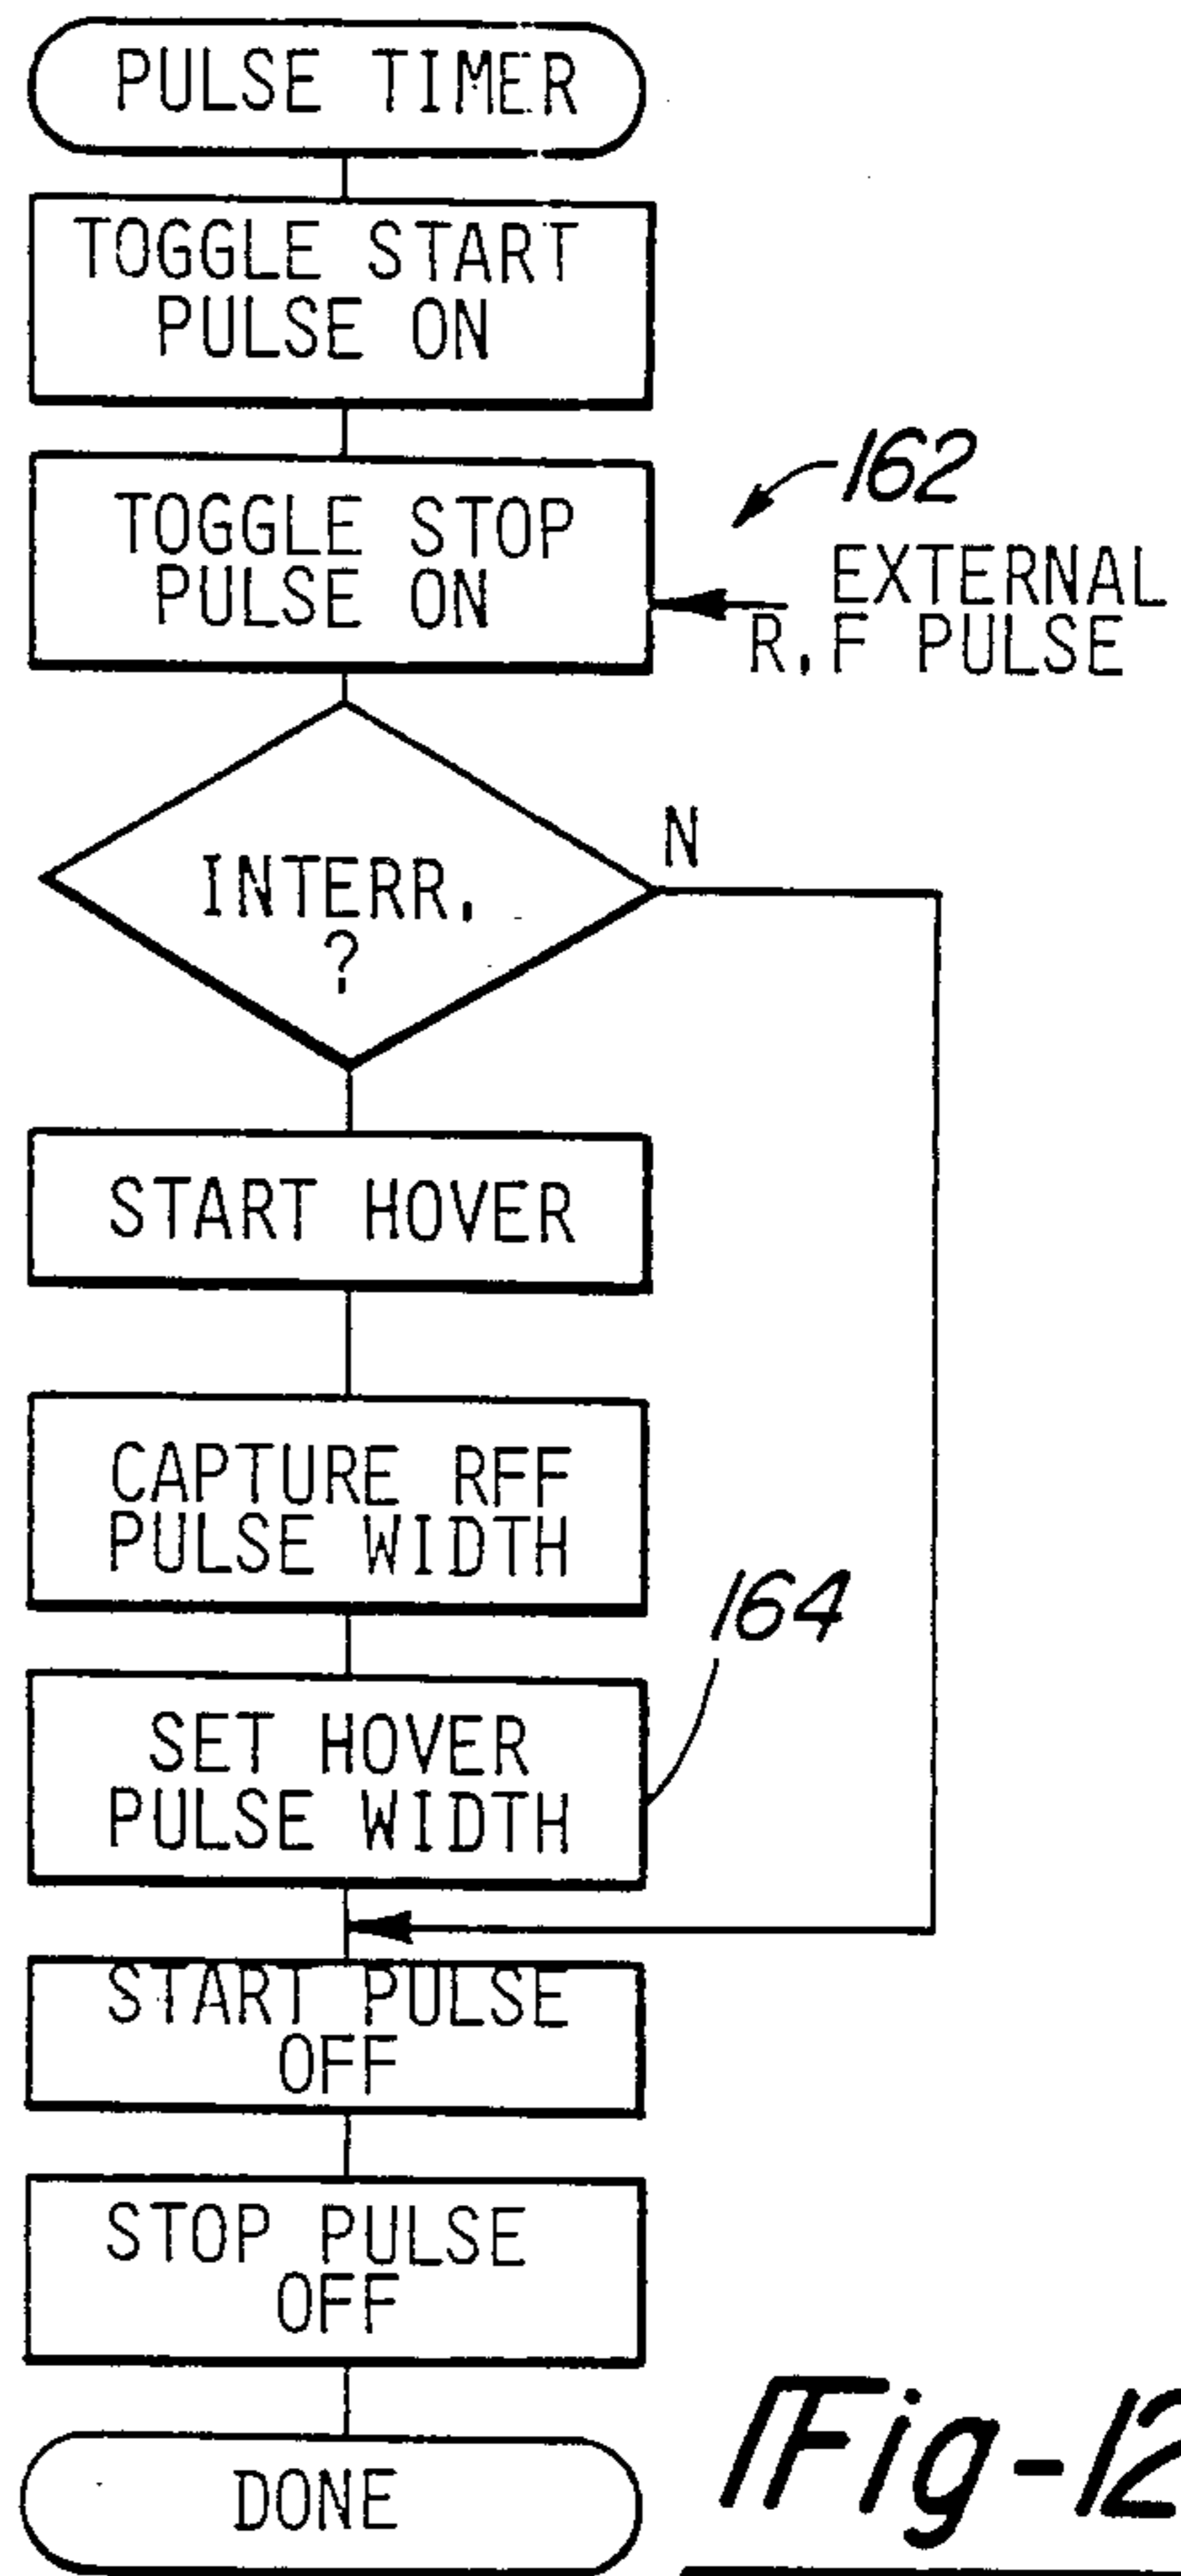 PULSE TIMER
TOGGLE START
PULSE ON
TOGGLE STOP
PULSE ON
162
EXTERNAL
R.F PULSE
INTERR.
?
N
START HOVER
CAPTURE RFF
PULSE WIDTH
164
SET HOVER
PULSE WIDTH
START PULSE
OFF
STOP PULSE
OFF
DONE
Fig-12